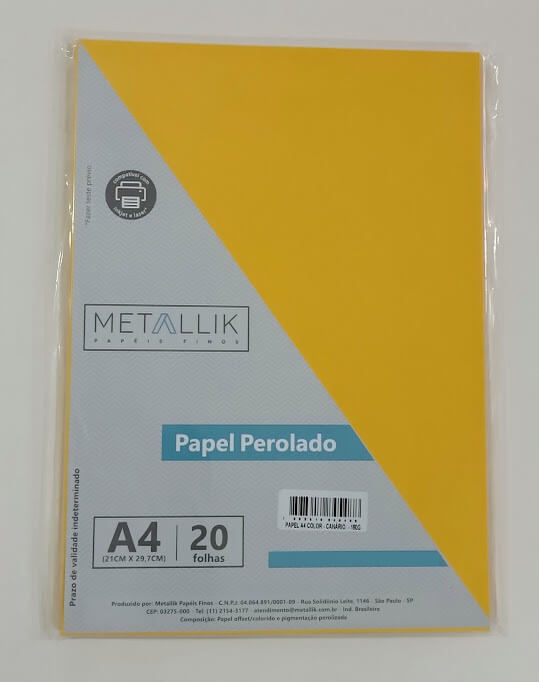 compatível com
inkjet e laser*
*Fazer teste prévio
METALLIK
PAPÉIS FINOS
Papel Perolado
PAPEL A4 COLOR - CANÁRIO - 180G
A4
(21CM X 29,7CM)
20
folhas
Prazo de validade indeterminado
Produzido por: Metallik Papéis Finos - C.N.P.J: 04.064.891/0001-09 - Rua Solidônio Leite, 1146 - São Paulo - SP
CEP: 03275-000 - Tel (11) 2154-3177 - atendimento@metallik.com.br - Ind. Brasileira
Composição: Papel offset/colorido e pigmentação perolizada